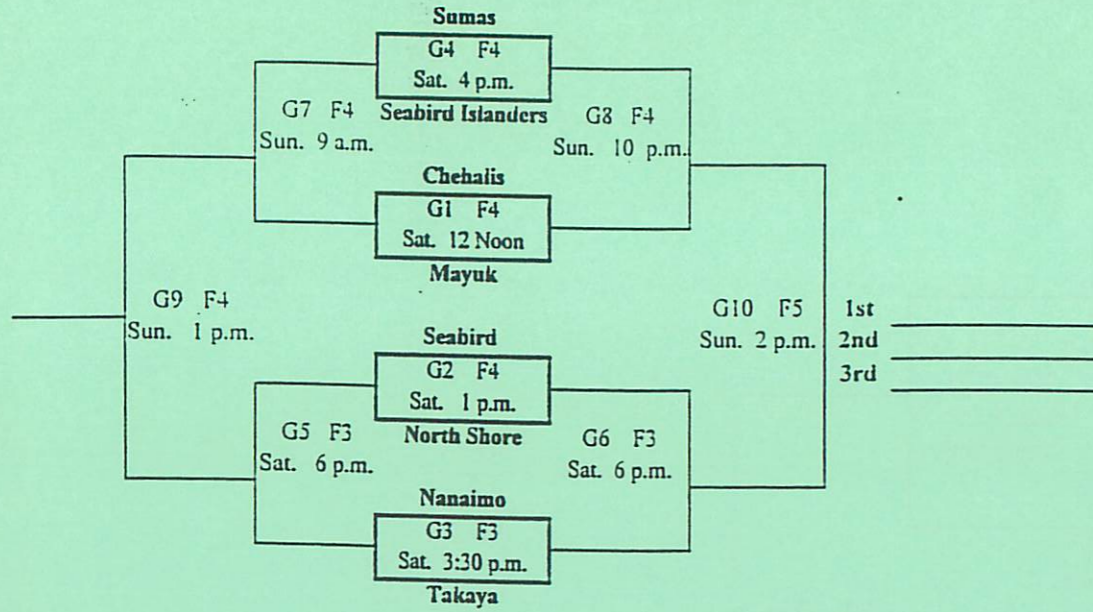 Sumas
G4 F4
Sat. 4 p.m.
Seabird Islanders
G7 F4
Sun. 9 a.m.
G8 F4
Sun. 10 p.m.
Chehalis
G1 F4
Sat. 12 Noon
Mayuk
G9 F4
Sun. 1 p.m.
G10 F5
Sun. 2 p.m.
1st
2nd
3rd
Seabird
G2 F4
Sat. 1 p.m.
North Shore
G5 F3
Sat. 6 p.m.
G6 F3
Sat. 6 p.m.
Nanaimo
G3 F3
Sat. 3:30 p.m.
Takaya